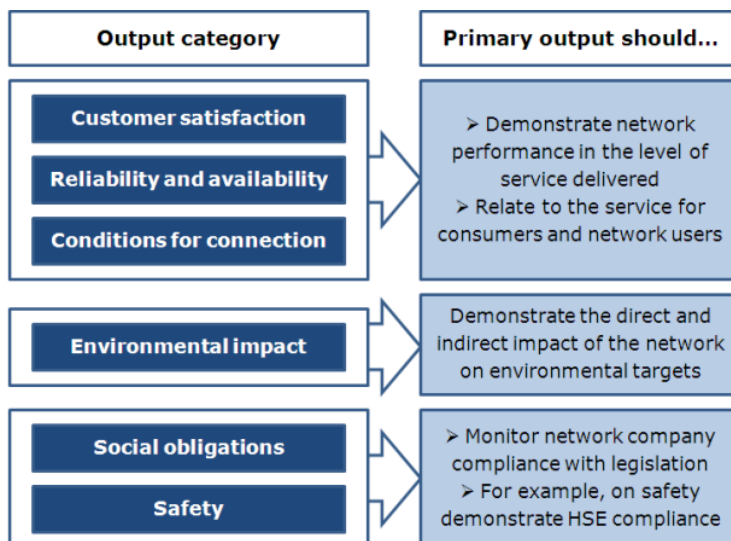 Output category
Primary output should...
Customer satisfaction
Reliability and availability
Conditions for connection
➢ Demonstrate network
performance in the level of
service delivered
➢ Relate to the service for
consumers and network users
Environmental impact
Demonstrate the direct and
indirect impact of the network
on environmental targets
Social obligations
Safety
➢ Monitor network company
compliance with legislation
➢ For example, on safety
demonstrate HSE compliance